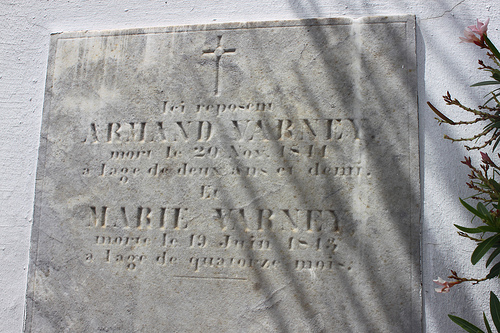 Ici reposent
ARMAND VARNEY
mort le 20 Nov. 1844
a l'age de deux ans et demi.
Et
MARIE VARNEY
morte le 19 Juin 1843
a l'age de quatorze mois.